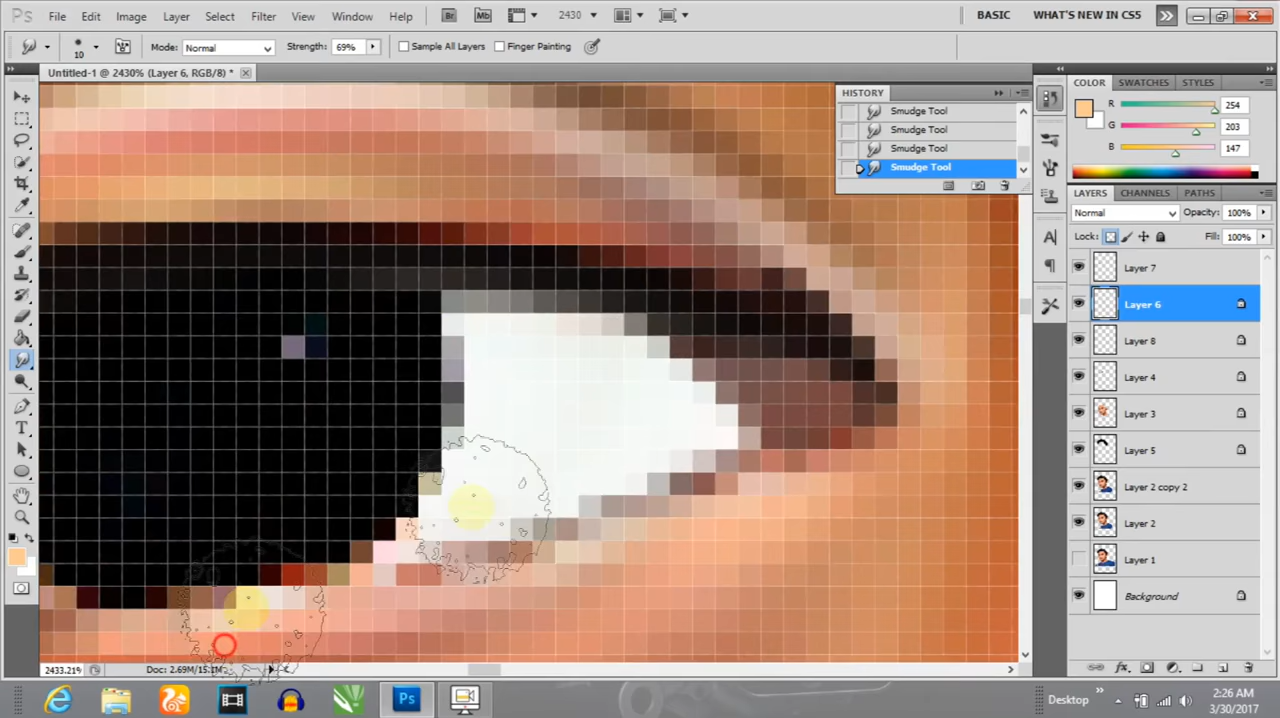 Ps File Edit Image Layer Select Filter View Window Help Br Mb 2430 BASIC WHAT'S NEW IN CS5
10 Mode: Normal Strength: 69% Sample All Layers Finger Painting
Untitled-1 @ 2430% (Layer 6, RGB/8) *
HISTORY
Smudge Tool
Smudge Tool
Smudge Tool
Smudge Tool
COLOR SWATCHES STYLES
R 254
G 203
B 147
LAYERS CHANNELS PATHS
Normal Opacity: 100%
Lock: Fill: 100%
Layer 7
Layer 6
Layer 8
Layer 4
Layer 3
Layer 5
Layer 2 copy 2
Layer 2
Layer 1
Background
2433.21% Doc: 2.69M/15.1M
Ps Desktop 2:26 AM
3/30/2017